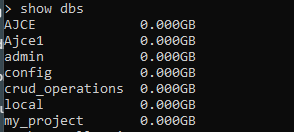 > show dbs
AJCE 0.000GB
Ajce1 0.000GB
admin 0.000GB
config 0.000GB
crud_operations 0.000GB
local 0.000GB
my_project 0.000GB